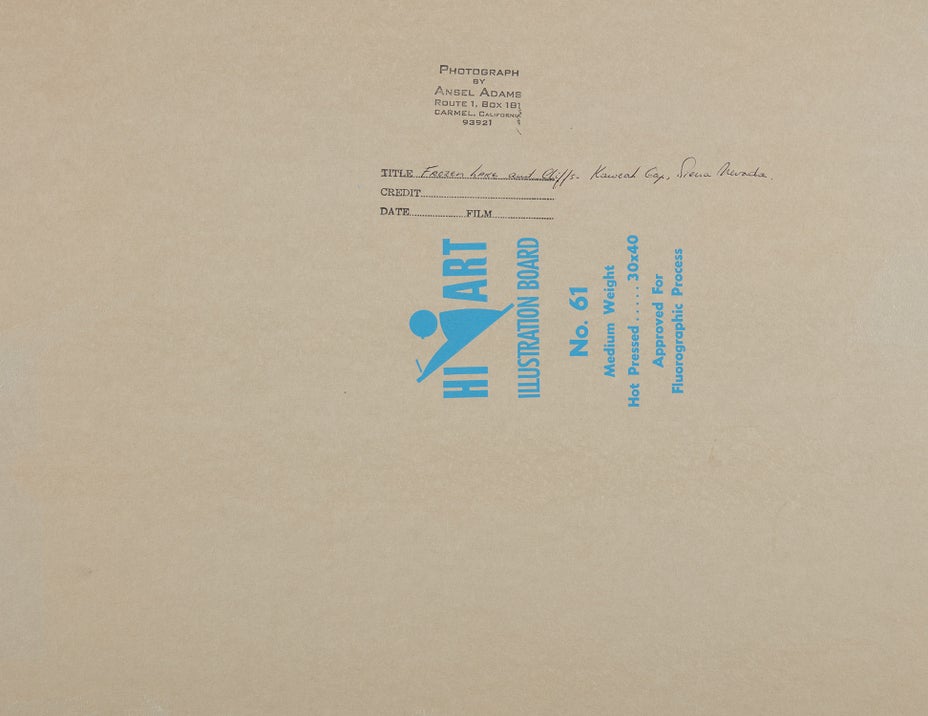 PHOTOGRAPH
BY
ANSEL ADAMS
ROUTE 1, BOX 181
CARMEL, CALIFORNIA
93921
TITLE Frozen Lake and Cliffs. Kaweah Gap, Sierra Nevada.
CREDIT
DATE FILM
HI ART
ILLUSTRATION BOARD
No. 61
Medium Weight
Hot Pressed ..... 30x40
Approved For
Fluorographic Process